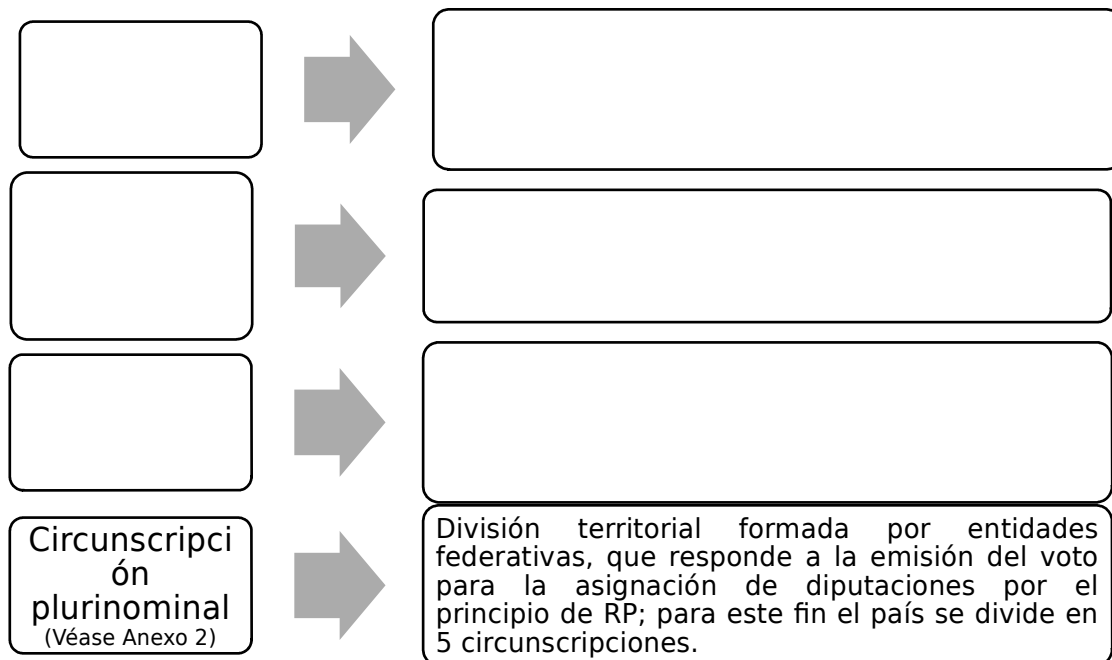 Circunscripci
ón
plurinominal
(Véase Anexo 2)
División territorial formada por entidades
federativas, que responde a la emisión del voto
para la asignación de diputaciones por el
principio de RP; para este fin el país se divide en
5 circunscripciones.